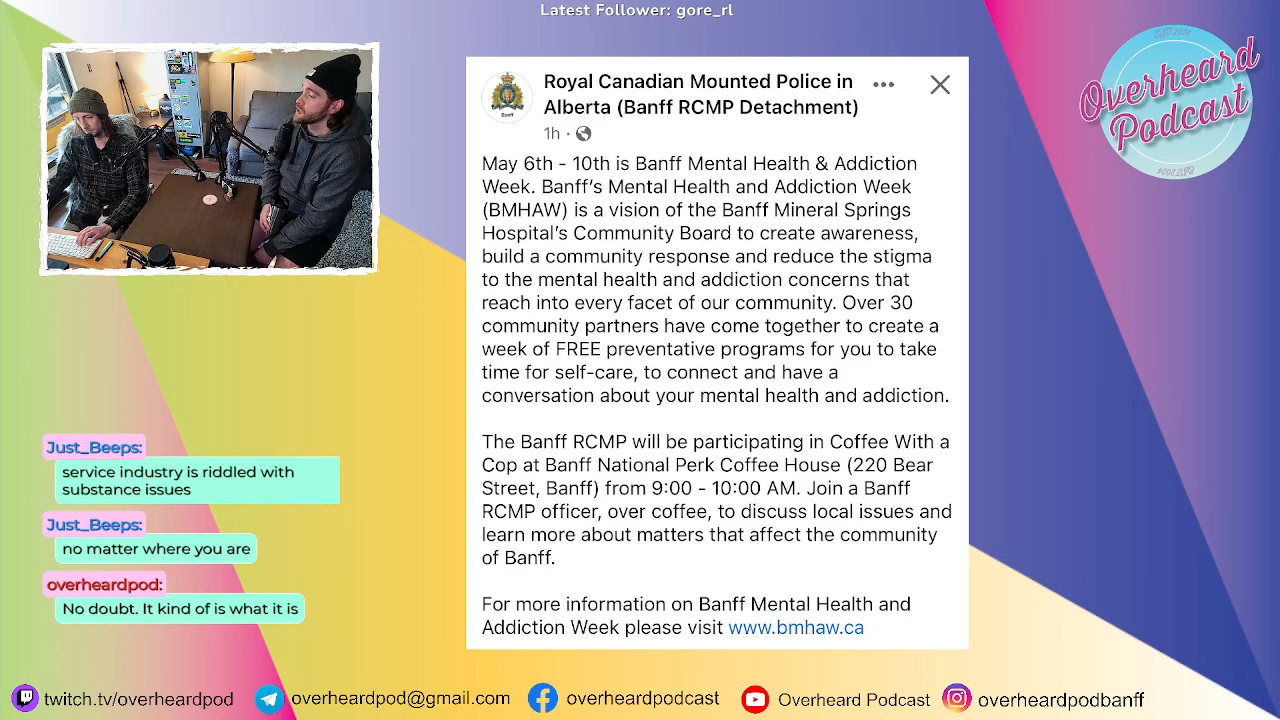 Latest Follower: gore_rl
Royal Canadian Mounted Police in
Alberta (Banff RCMP Detachment)
1h ·
Banff
May 6th - 10th is Banff Mental Health & Addiction
Week. Banff's Mental Health and Addiction Week
(BMHAW) is a vision of the Banff Mineral Springs
Hospital's Community Board to create awareness,
build a community response and reduce the stigma
to the mental health and addiction concerns that
reach into every facet of our community. Over 30
community partners have come together to create a
week of FREE preventative programs for you to take
time for self-care, to connect and have a
conversation about your mental health and addiction.
The Banff RCMP will be participating in Coffee With a
Cop at Banff National Perk Coffee House (220 Bear
Street, Banff) from 9:00 - 10:00 AM. Join a Banff
RCMP officer, over coffee, to discuss local issues and
learn more about matters that affect the community
of Banff.
For more information on Banff Mental Health and
Addiction Week please visit www.bmhaw.ca
Overheard
Podcast
Just_Beeps:
service industry is riddled with
substance issues
Just_Beeps:
no matter where you are
overheardpod:
No doubt. It kind of is what it is
twitch.tv/overheardpod
overheardpod@gmail.com
overheardpodcast
Overheard Podcast
overheardpodbanff